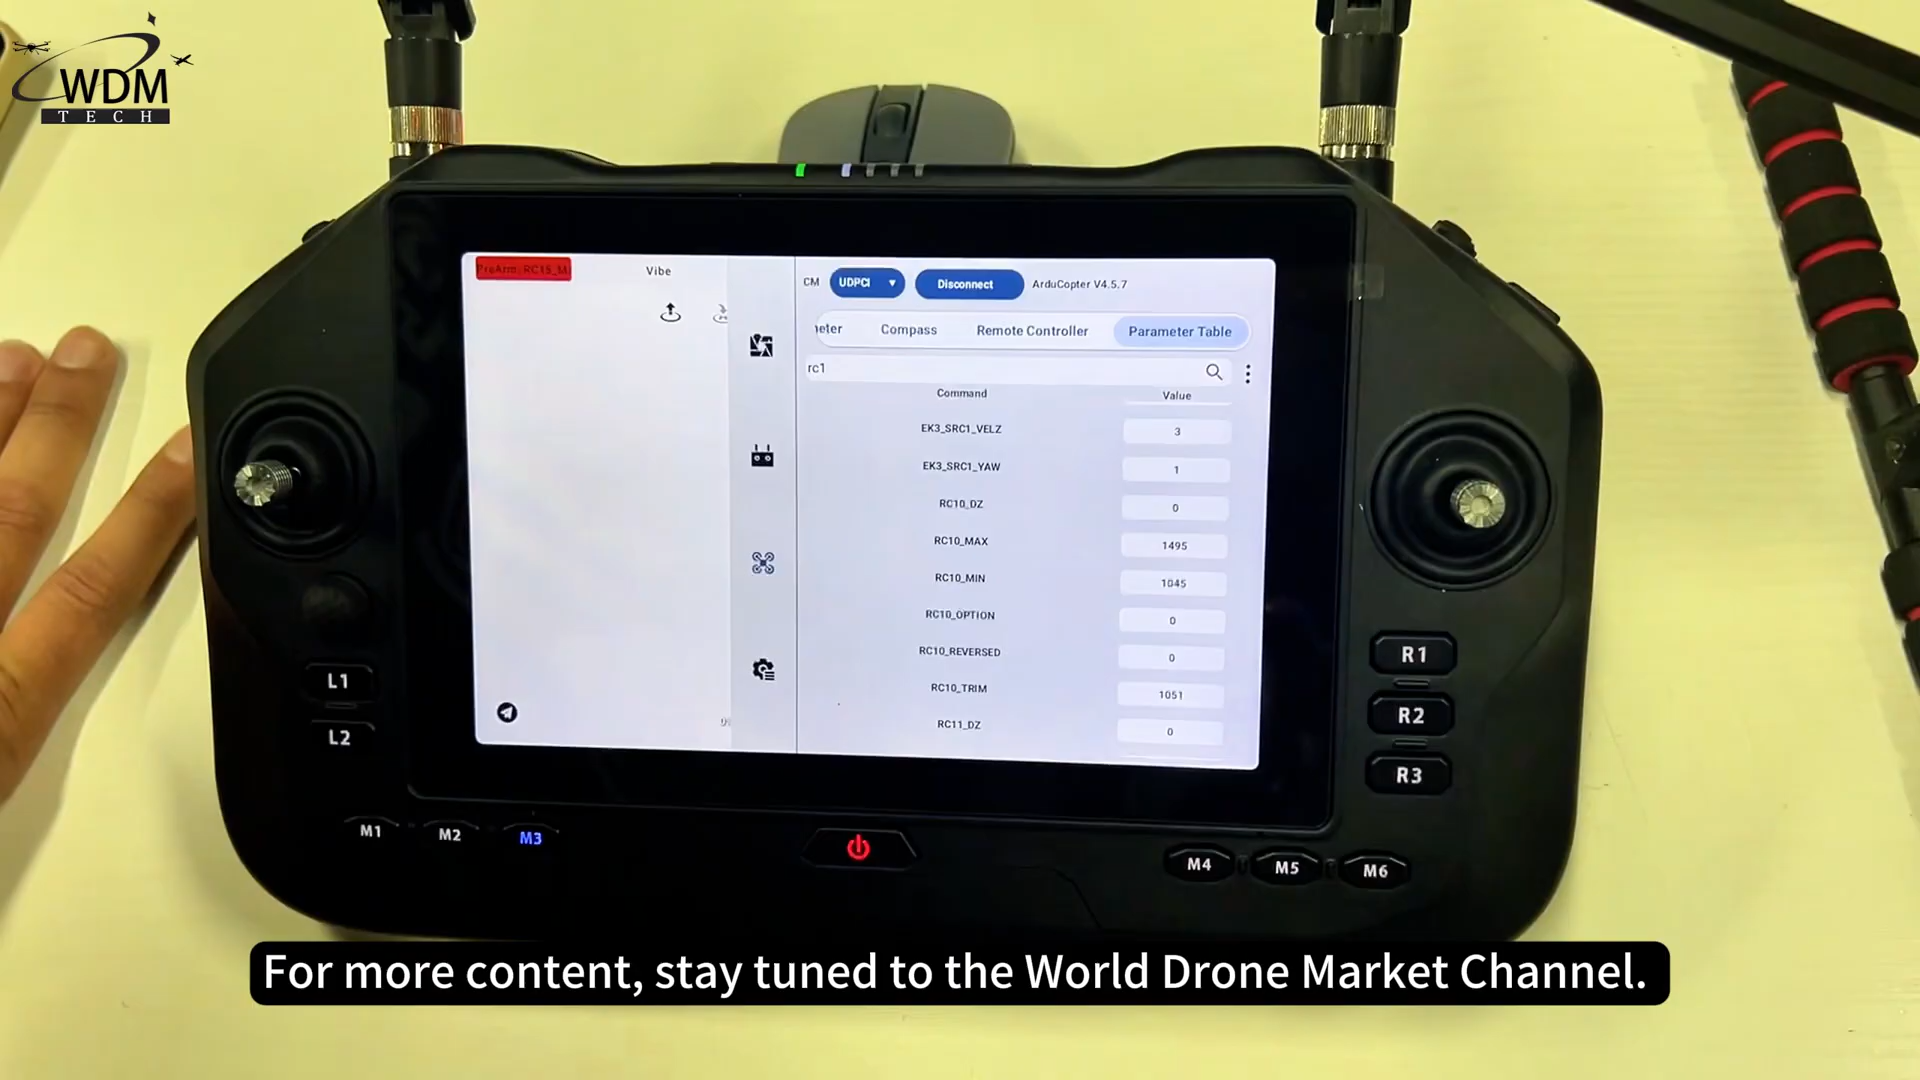 WDM
TECH
PreArm: RC15_M
Vibe
CM
UDPCI
Disconnect
ArduCopter V4.5.7
neter
Compass
Remote Controller
Parameter Table
rc1
Command Value
EK3_SRC1_VELZ 3
EK3_SRC1_YAW 1
RC10_DZ 0
RC10_MAX 1495
RC10_MIN 1045
RC10_OPTION 0
RC10_REVERSED 0
RC10_TRIM 1051
RC11_DZ 0
L1
L2
R1
R2
R3
M1 M2 M3
M4 M5 M6
For more content, stay tuned to the World Drone Market Channel.